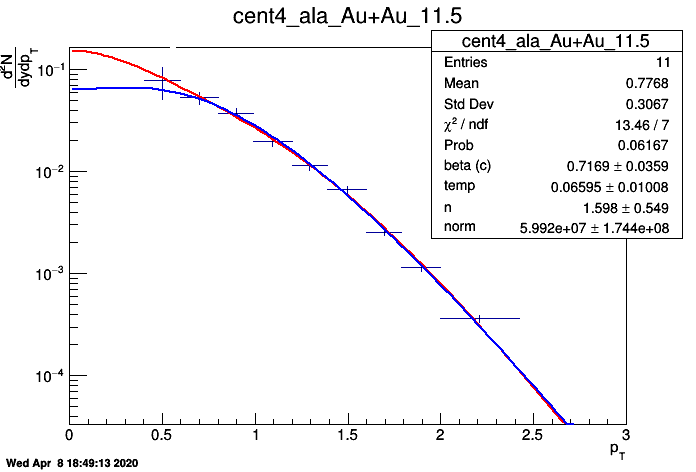 cent4_ala_Au+Au_11.5
cent4_ala_Au+Au_11.5
Entries 11
Mean 0.7768
Std Dev 0.3067
χ² / ndf 13.46 / 7
Prob 0.06167
beta (c) 0.7169 ± 0.0359
temp 0.06595 ± 0.01008
n 1.598 ± 0.549
norm 5.992e+07 ± 1.744e+08
d²N
dydp_T
10⁻¹
10⁻²
10⁻³
10⁻⁴
0 0.5 1 1.5 2 2.5 3
p_T
Wed Apr 8 18:49:13 2020